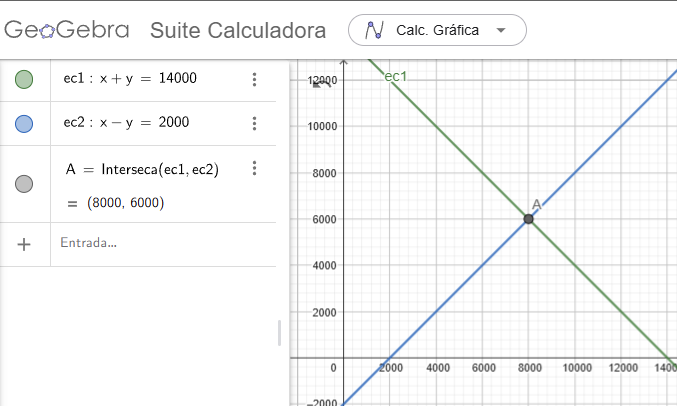 GeoGebra Suite Calculadora Calc. Gráfica
ec1 : x + y = 14000
ec2 : x − y = 2000
A = Interseca(ec1, ec2)
= (8000, 6000)
+ Entrada...
ec1
A
12000
10000
8000
6000
4000
2000
0 2000 4000 6000 8000 10000 12000 1400
−2000